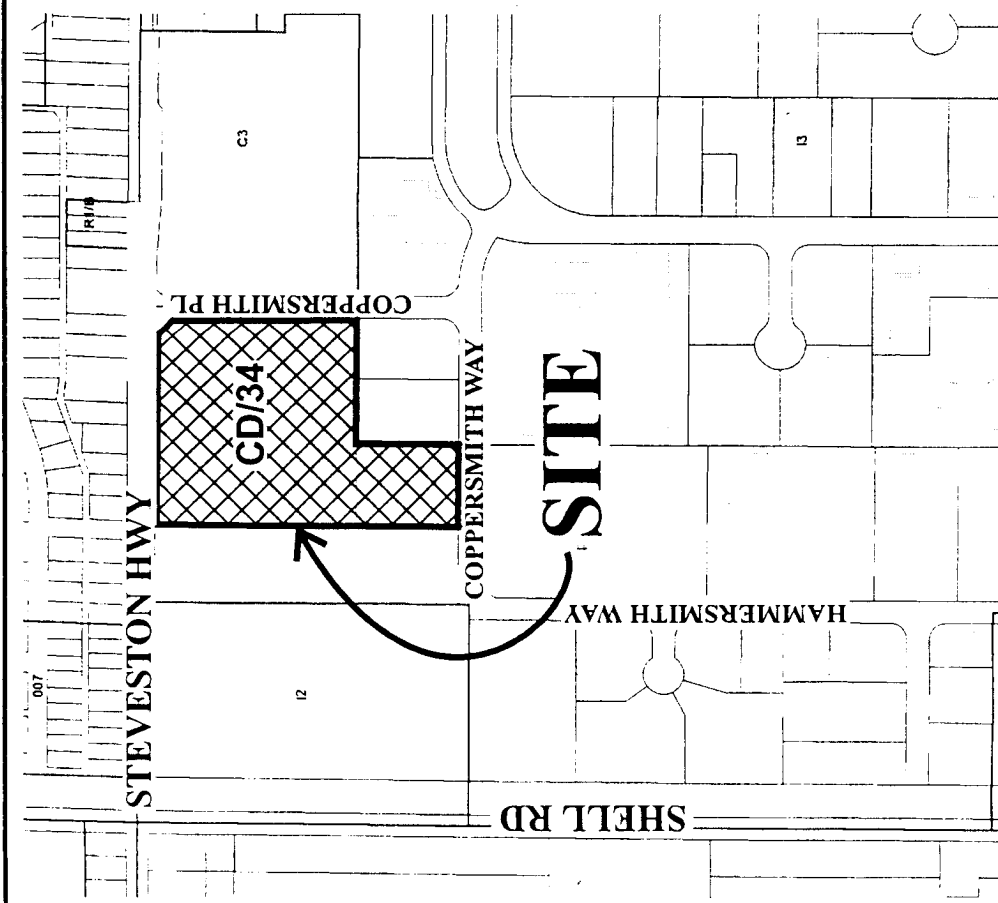 C3
I3
COPPERSMITH PL
CD/34
COPPERSMITH WAY
SITE
STEVESTON HWY
HAMMERSMITH WAY
007
I2
SHELL RD